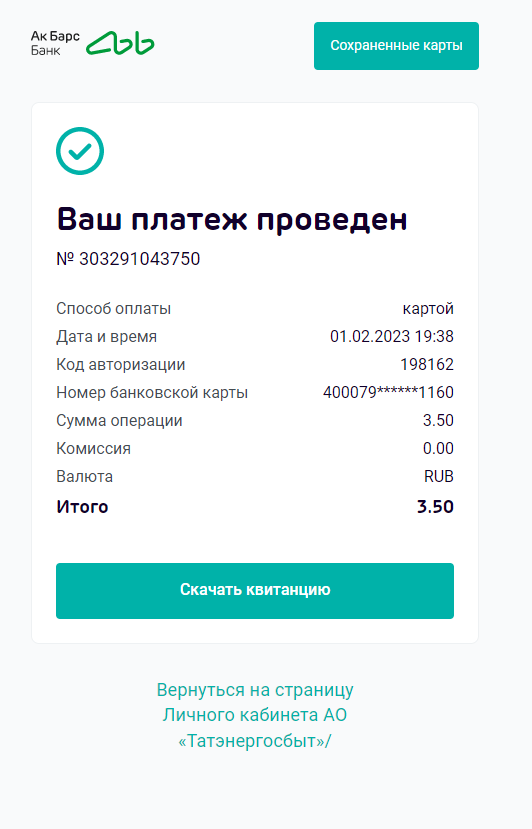 Ак Барс
Банк
Сохраненные карты
Ваш платеж проведен
№ 303291043750
Способ оплаты картой
Дата и время 01.02.2023 19:38
Код авторизации 198162
Номер банковской карты 400079******1160
Сумма операции 3.50
Комиссия 0.00
Валюта RUB
Итого 3.50
Скачать квитанцию
Вернуться на страницу
Личного кабинета АО
«Татэнергосбыт»/